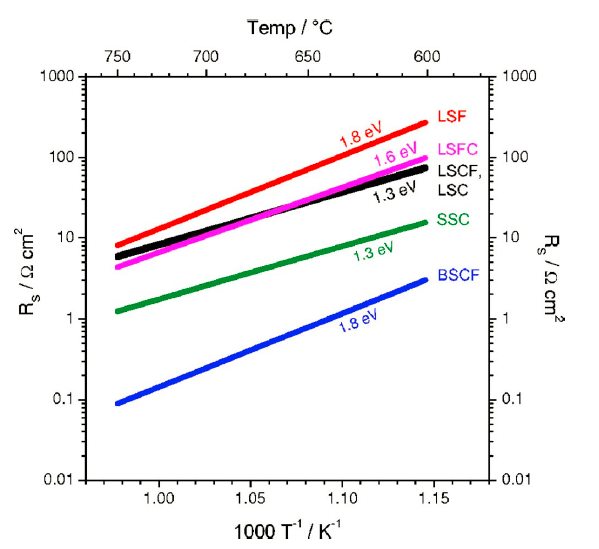 Temp / °C
750 700 650 600
1000 1000
LSF
1.8 eV
100 100
LSFC
1.6 eV
LSCF,
LSC
1.3 eV
SSC
10 10
1.3 eV
BSCF
1 1
1.8 eV
0.1 0.1
0.01 0.01
Rs / Ω cm²
Rs / Ω cm²
1.00 1.05 1.10 1.15
1000 T⁻¹ / K⁻¹